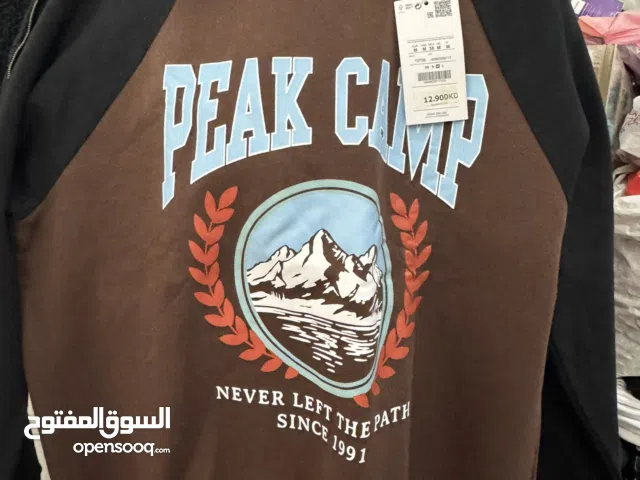 PEAK CAMP
12.900KD
NEVER LEFT THE PATH
SINCE 1991
السوق المفتوح
opensooq.com